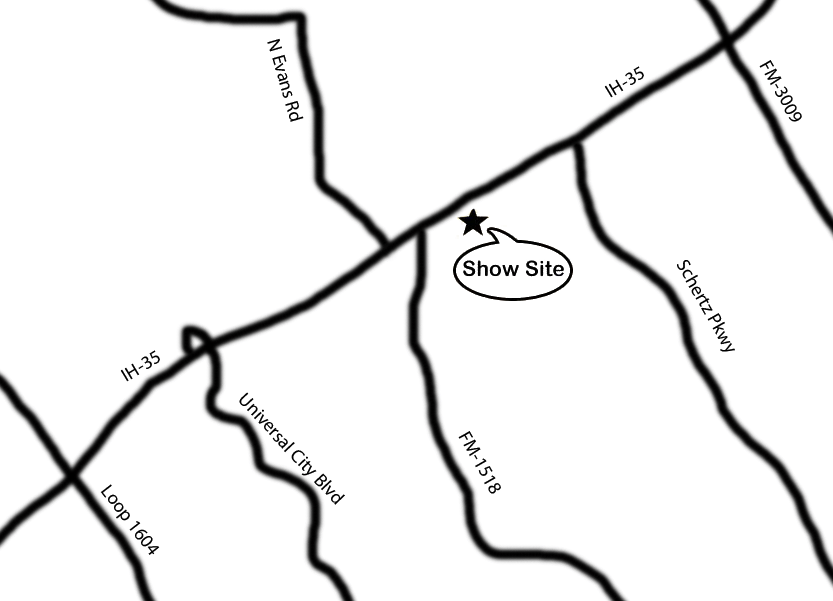 N Evans Rd
IH-35
FM-3009
Show Site
Schertz Pkwy
IH-35
Universal City Blvd
FM-1518
Loop 1604